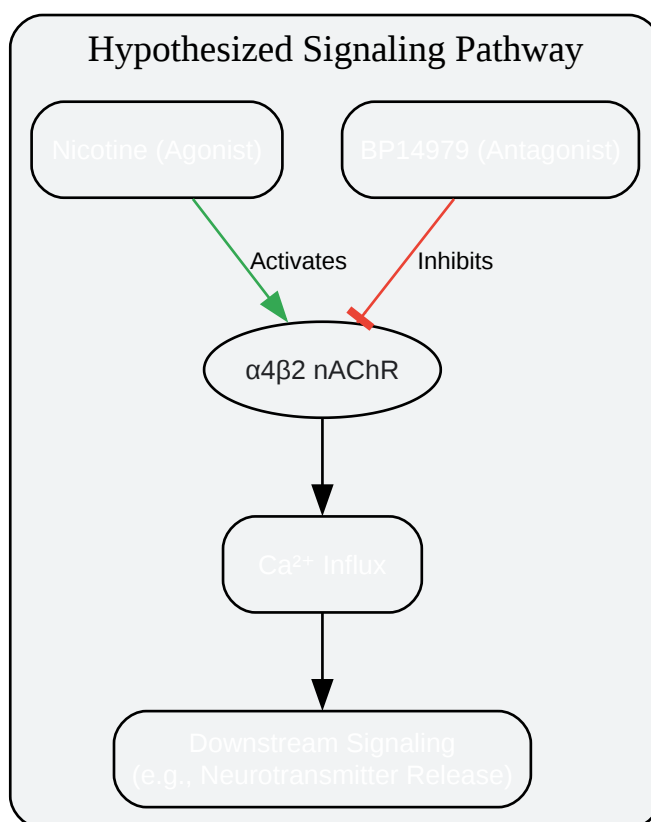 Hypothesized Signaling Pathway
Nicotine (Agonist)
BP14979 (Antagonist)
Activates
Inhibits
α4β2 nAChR
Ca²⁺ Influx
Downstream Signaling
(e.g., Neurotransmitter Release)